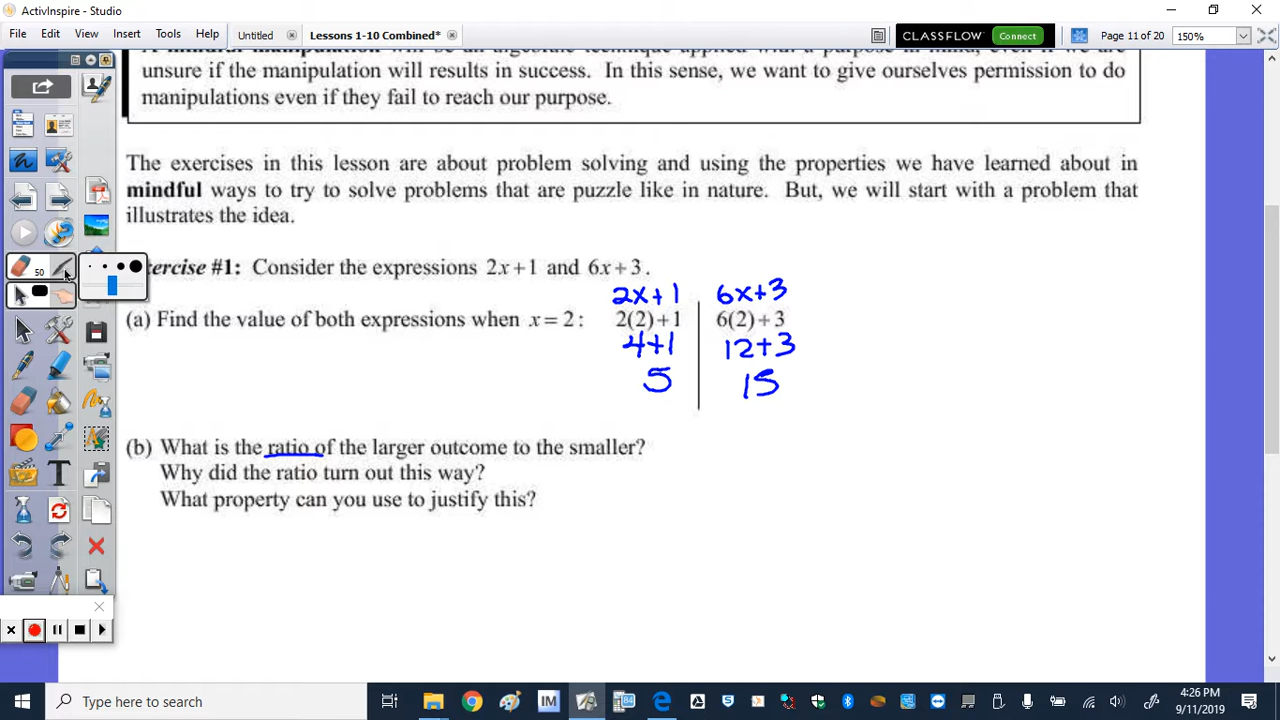 ActivInspire - Studio
File Edit View Insert Tools Help Untitled Lessons 1-10 Combined* CLASSFLOW Connect Page 11 of 20 150%
unsure if the manipulation will results in success. In this sense, we want to give ourselves permission to do
manipulations even if they fail to reach our purpose.
The exercises in this lesson are about problem solving and using the properties we have learned about in
mindful ways to try to solve problems that are puzzle like in nature. But, we will start with a problem that
illustrates the idea.
50
ercise #1: Consider the expressions 2x+1 and 6x+3.
2x+1 6x+3
(a) Find the value of both expressions when x=2: 2(2)+1 6(2)+3
4+1 12+3
5 15
(b) What is the ratio of the larger outcome to the smaller?
Why did the ratio turn out this way?
What property can you use to justify this?
Type here to search
IM
4:26 PM
9/11/2019